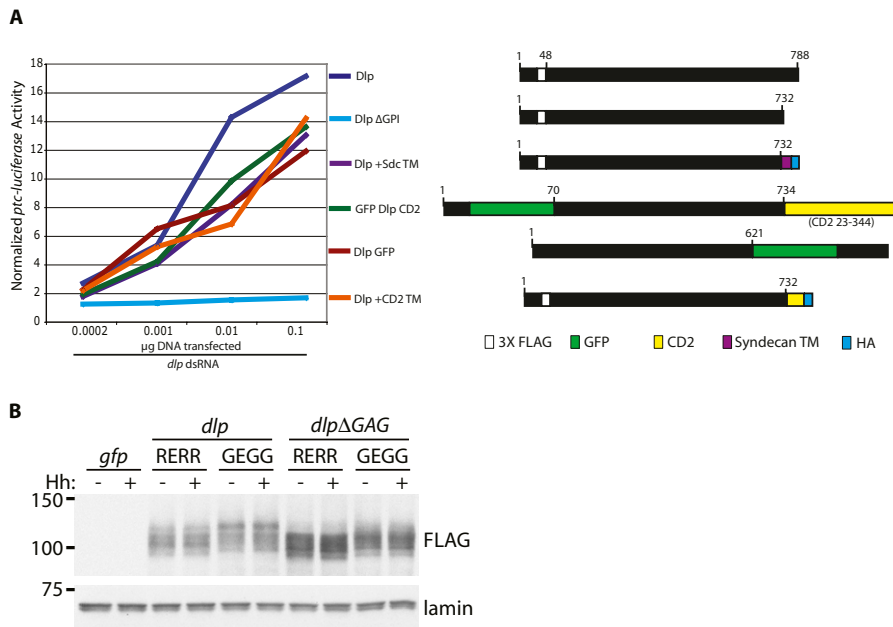 A
Normalized ptc-luciferase Activity
18
16
14
12
10
8
6
4
2
0
0.0002 0.001 0.01 0.1
µg DNA transfected
dlp dsRNA
Dlp
Dlp ΔGPI
Dlp +Sdc TM
GFP Dlp CD2
Dlp GFP
Dlp +CD2 TM
1 48 788
1 732
1 732
1 70 734
(CD2 23-344)
1 621
1 732
3X FLAG GFP CD2 Syndecan TM HA
B
dlp dlpΔGAG
gfp RERR GEGG RERR GEGG
Hh: - + - + - + - + - +
150
100
FLAG
75
lamin